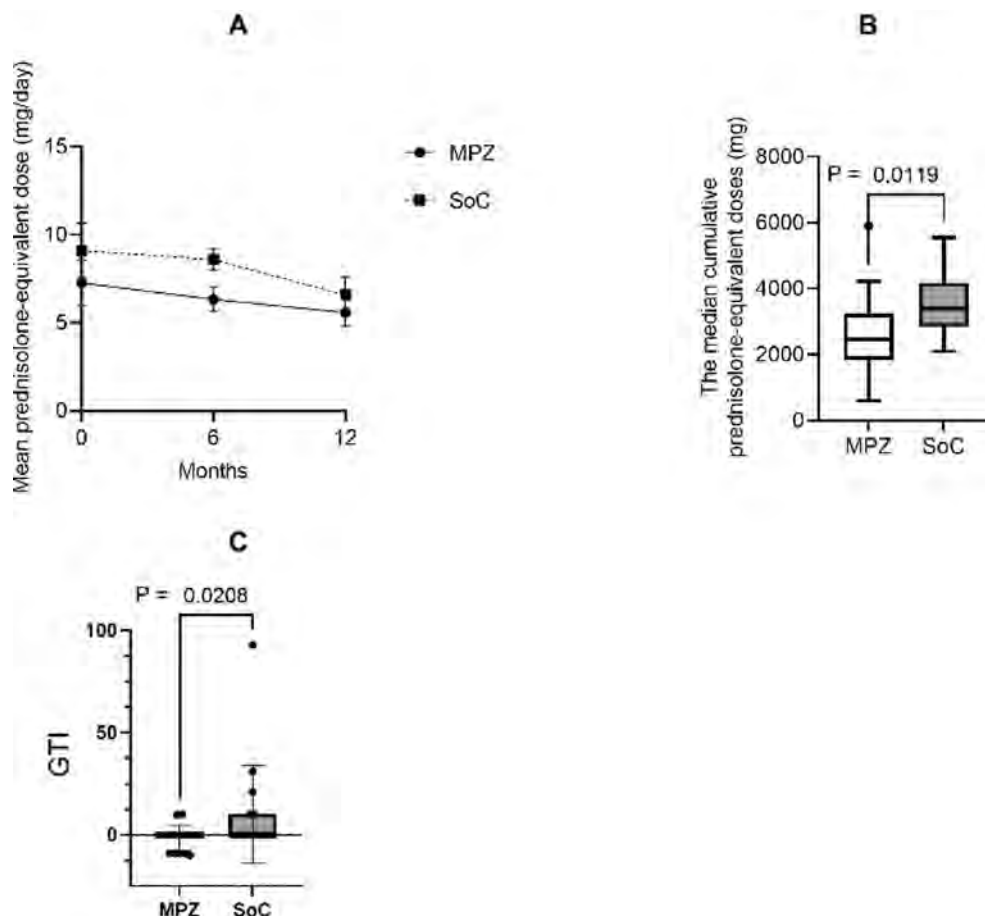 A
Mean prednisolone-equivalent dose (mg/day)
15
10
5
0
0 6 12
Months
MPZ
SoC
B
The median cumulative
prednisolone-equivalent doses (mg)
8000
6000
4000
2000
0
P = 0.0119
MPZ SoC
C
P = 0.0208
GTI
100
50
0
MPZ SoC